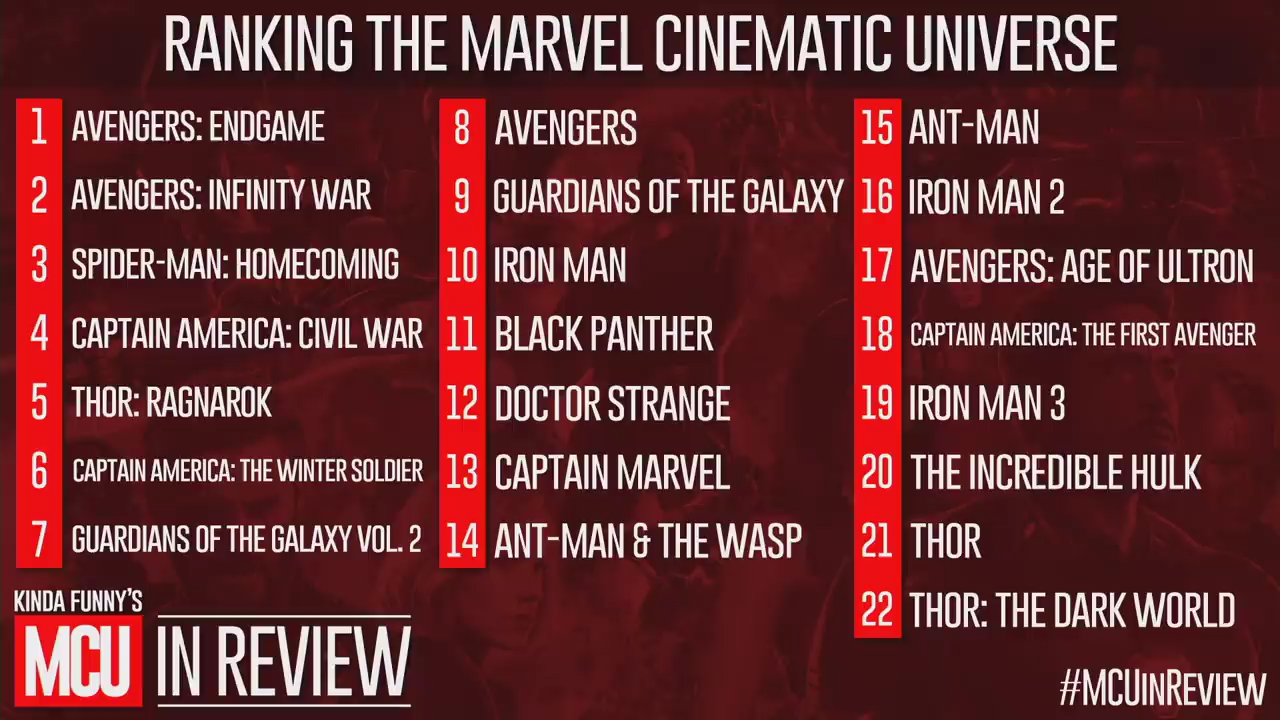 RANKING THE MARVEL CINEMATIC UNIVERSE
1 AVENGERS: ENDGAME
2 AVENGERS: INFINITY WAR
3 SPIDER-MAN: HOMECOMING
4 CAPTAIN AMERICA: CIVIL WAR
5 THOR: RAGNAROK
6 CAPTAIN AMERICA: THE WINTER SOLDIER
7 GUARDIANS OF THE GALAXY VOL. 2
8 AVENGERS
9 GUARDIANS OF THE GALAXY
10 IRON MAN
11 BLACK PANTHER
12 DOCTOR STRANGE
13 CAPTAIN MARVEL
14 ANT-MAN & THE WASP
15 ANT-MAN
16 IRON MAN 2
17 AVENGERS: AGE OF ULTRON
18 CAPTAIN AMERICA: THE FIRST AVENGER
19 IRON MAN 3
20 THE INCREDIBLE HULK
21 THOR
22 THOR: THE DARK WORLD
KINDA FUNNY'S
MCU IN REVIEW
#MCUINREVIEW